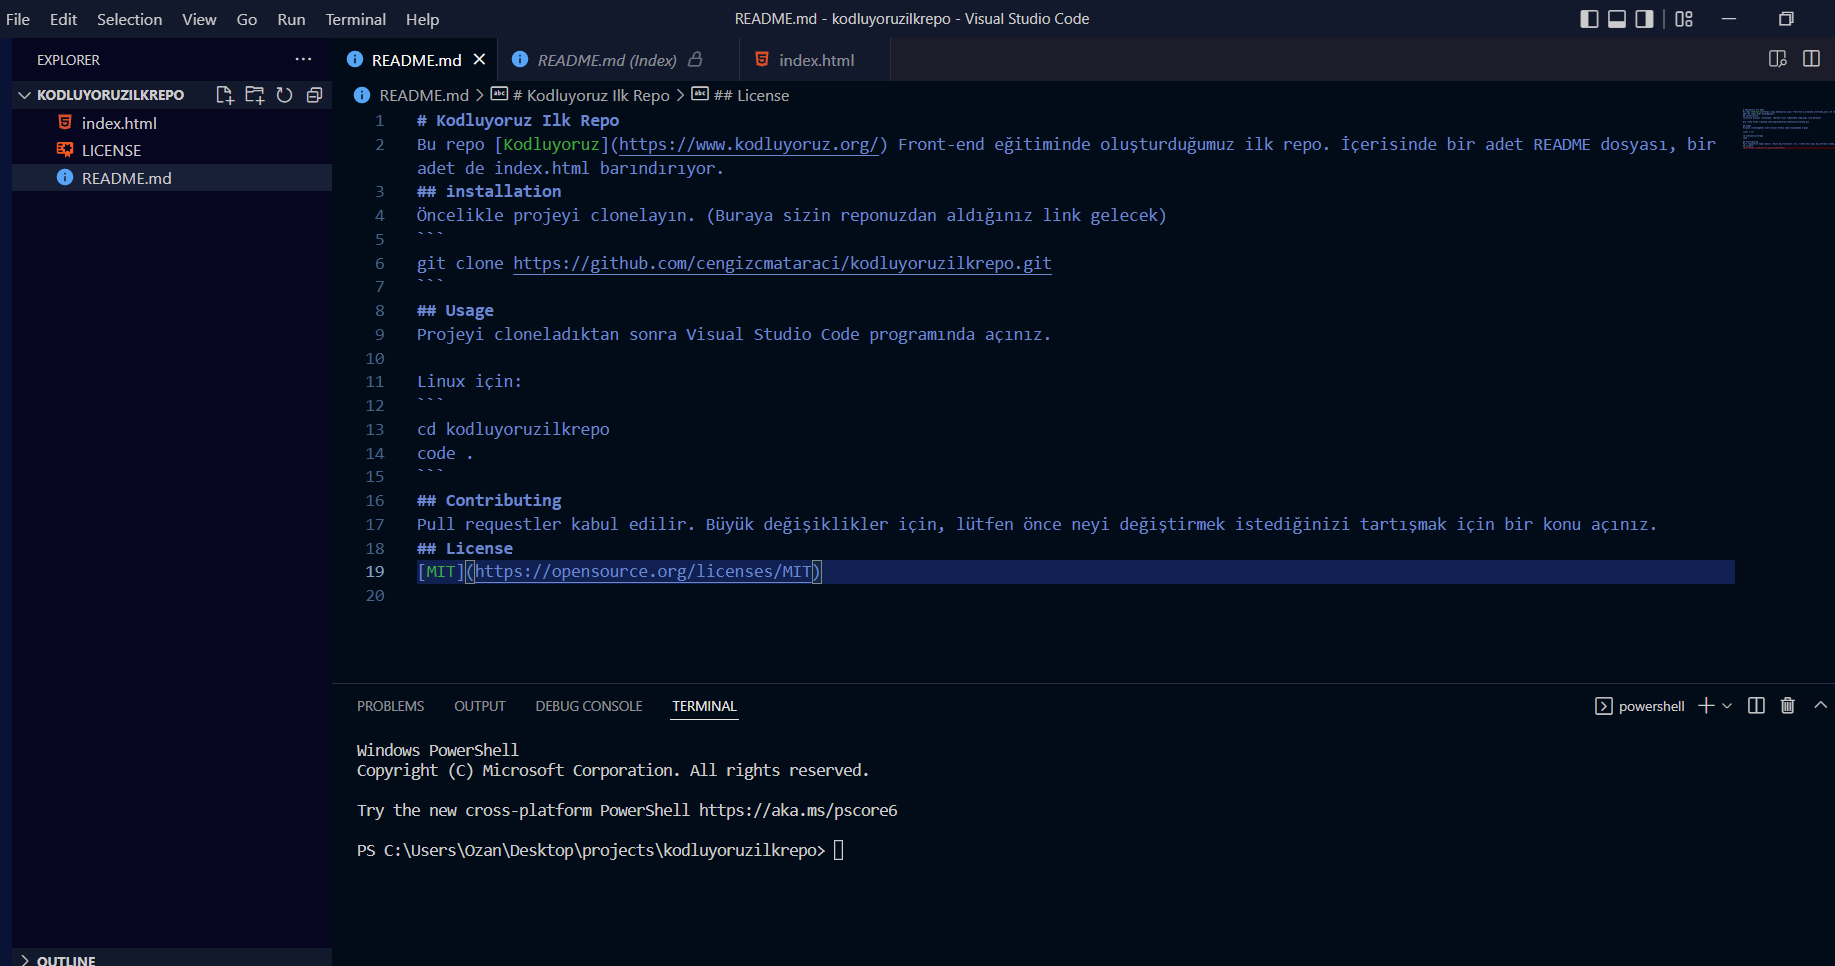 File Edit Selection View Go Run Terminal Help
README.md - kodluyoruzilkrepo - Visual Studio Code
EXPLORER
KODLUYORUZILKREPO
index.html
LICENSE
README.md
OUTLINE
README.md
README.md (Index)
index.html
README.md > # Kodluyoruz Ilk Repo > ## License
1 # Kodluyoruz Ilk Repo
2 Bu repo [Kodluyoruz](https://www.kodluyoruz.org/) Front-end eğitiminde oluşturduğumuz ilk repo. İçerisinde bir adet README dosyası, bir
adet de index.html barındırıyor.
3 ## installation
4 Öncelikle projeyi clonelayın. (Buraya sizin reponuzdan aldığınız link gelecek)
5 ```
6 git clone https://github.com/cengizcmataraci/kodluyoruzilkrepo.git
7 ```
8 ## Usage
9 Projeyi cloneladıktan sonra Visual Studio Code programında açınız.
10
11 Linux için:
12 ```
13 cd kodluyoruzilkrepo
14 code .
15 ```
16 ## Contributing
17 Pull requestler kabul edilir. Büyük değişiklikler için, lütfen önce neyi değiştirmek istediğinizi tartışmak için bir konu açınız.
18 ## License
19 [MIT](https://opensource.org/licenses/MIT)
20
PROBLEMS OUTPUT DEBUG CONSOLE TERMINAL
powershell
Windows PowerShell
Copyright (C) Microsoft Corporation. All rights reserved.
Try the new cross-platform PowerShell https://aka.ms/pscore6
PS C:\Users\Ozan\Desktop\projects\kodluyoruzilkrepo>